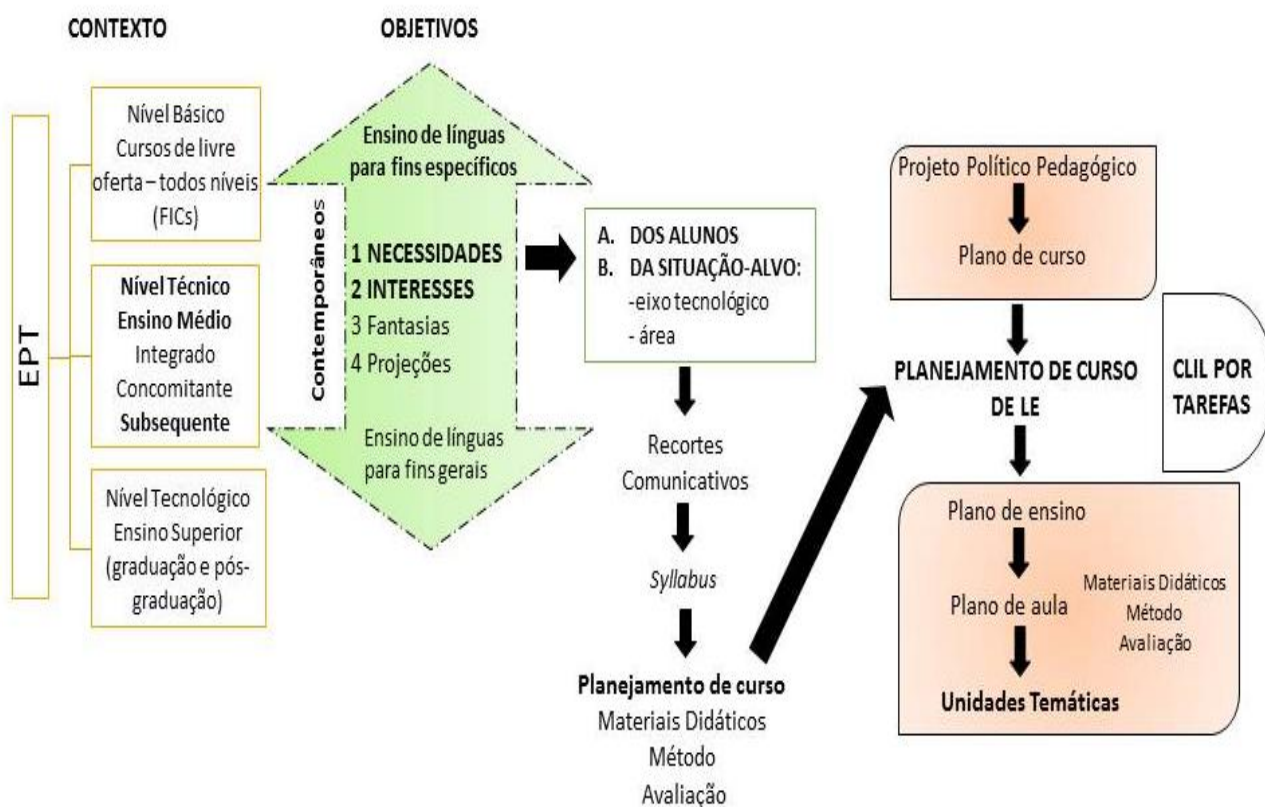 CONTEXTO
OBJETIVOS
EPT
Nível Básico
Cursos de livre
oferta – todos níveis
(FICs)
Nível Técnico
Ensino Médio
Integrado
Concomitante
Subsequente
Nível Tecnológico
Ensino Superior
(graduação e pós-
graduação)
Ensino de línguas
para fins específicos
Contemporâneos
1 NECESSIDADES
2 INTERESSES
3 Fantasias
4 Projeções
Ensino de línguas
para fins gerais
A. DOS ALUNOS
B. DA SITUAÇÃO-ALVO:
-eixo tecnológico
- área
Recortes
Comunicativos
Syllabus
Planejamento de curso
Materiais Didáticos
Método
Avaliação
Projeto Político Pedagógico
Plano de curso
PLANEJAMENTO DE CURSO
DE LE
CLIL POR
TAREFAS
Plano de ensino
Plano de aula
Materiais Didáticos
Método
Avaliação
Unidades Temáticas